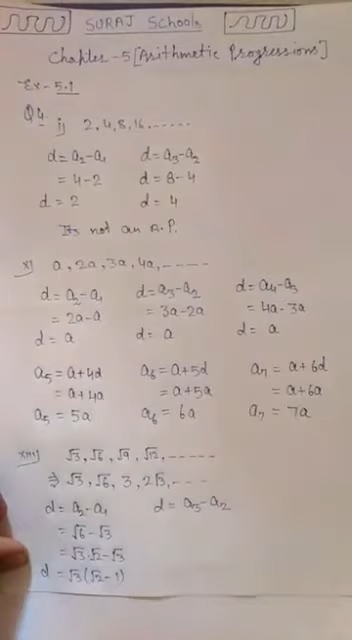 SURAJ Schools
Chapter-5 [Arithmetic Progressions]
Ex-5.1
Q4. i) 2, 4, 8, 16, ......
d = a₂-a₁ d = a₃-a₂
= 4-2 d = 8-4
d = 2 d = 4
Its not an A.P.
xi) a, 2a, 3a, 4a, -----
d = a₂-a₁ d = a₃-a₂ d = a₄-a₃
= 2a-a = 3a-2a = 4a-3a
d = a d = a d = a
a₅ = a+4d a₆ = a+5d a₇ = a+6d
= a+4a = a+5a = a+6a
a₅ = 5a a₆ = 6a a₇ = 7a
xiii) √3, √6, √9, √12, -----
⇒ √3, √6, 3, 2√3, ----
d = a₂-a₁ d = a₃-a₂
= √6-√3
= √3.√2-√3
d = √3(√2-1)